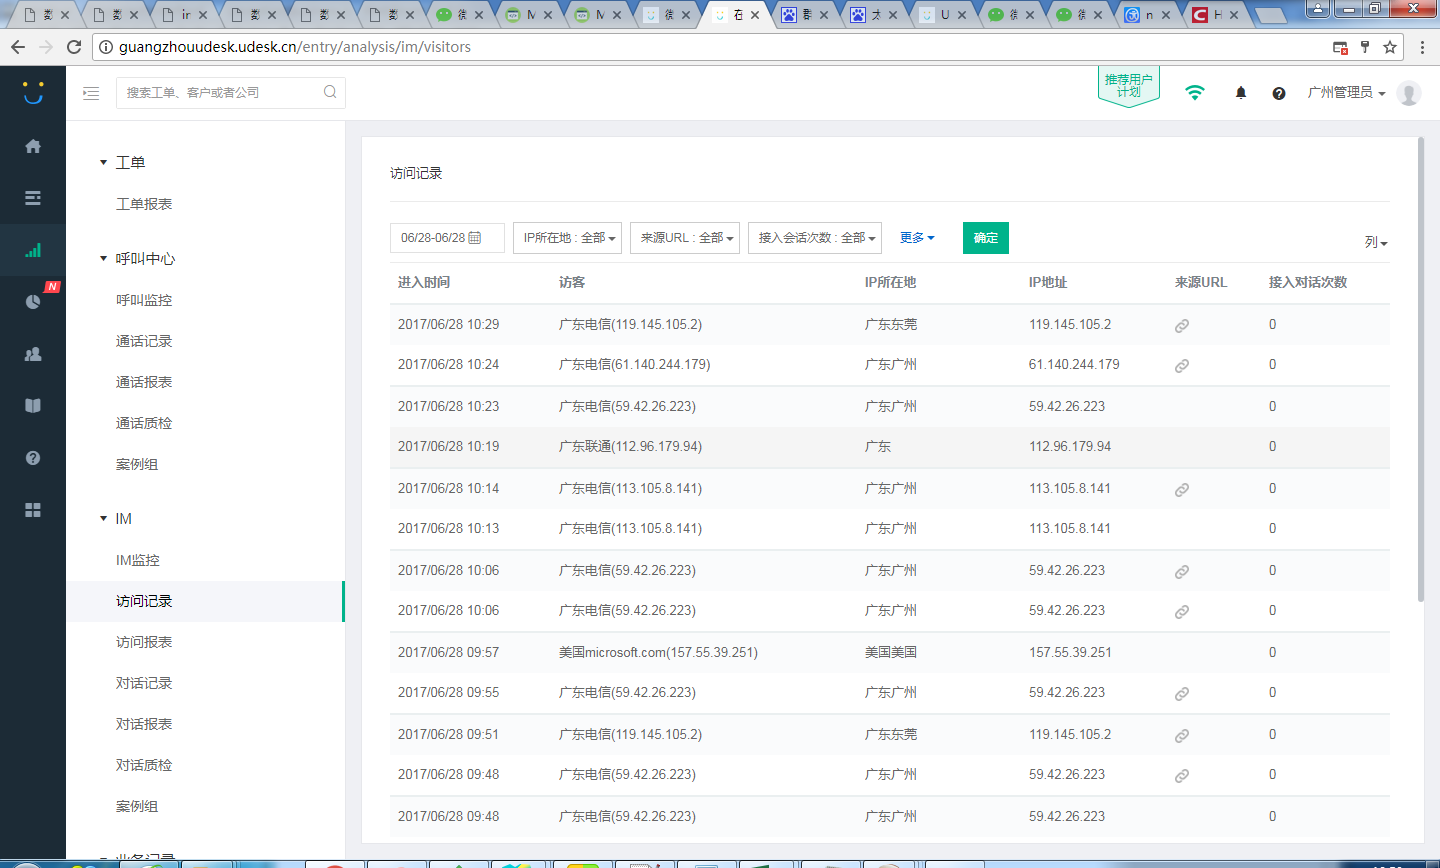 guangzhouudesk.udesk.cn/entry/analysis/im/visitors
搜索工单、客户或者公司
推荐用户
计划
广州管理员
N
工单
工单报表
呼叫中心
呼叫监控
通话记录
通话报表
通话质检
案例组
IM
IM监控
访问记录
访问报表
对话记录
对话报表
对话质检
案例组
访问记录
06/28-06/28 IP所在地 : 全部 来源URL : 全部 接入会话次数 : 全部 更多 确定
列
进入时间 访客 IP所在地 IP地址 来源URL 接入对话次数
2017/06/28 10:29 广东电信(119.145.105.2) 广东东莞 119.145.105.2 0
2017/06/28 10:24 广东电信(61.140.244.179) 广东广州 61.140.244.179 0
2017/06/28 10:23 广东电信(59.42.26.223) 广东广州 59.42.26.223 0
2017/06/28 10:19 广东联通(112.96.179.94) 广东 112.96.179.94 0
2017/06/28 10:14 广东电信(113.105.8.141) 广东广州 113.105.8.141 0
2017/06/28 10:13 广东电信(113.105.8.141) 广东广州 113.105.8.141 0
2017/06/28 10:06 广东电信(59.42.26.223) 广东广州 59.42.26.223 0
2017/06/28 10:06 广东电信(59.42.26.223) 广东广州 59.42.26.223 0
2017/06/28 09:57 美国microsoft.com(157.55.39.251) 美国美国 157.55.39.251 0
2017/06/28 09:55 广东电信(59.42.26.223) 广东广州 59.42.26.223 0
2017/06/28 09:51 广东电信(119.145.105.2) 广东东莞 119.145.105.2 0
2017/06/28 09:48 广东电信(59.42.26.223) 广东广州 59.42.26.223 0
2017/06/28 09:48 广东电信(59.42.26.223) 广东广州 59.42.26.223 0